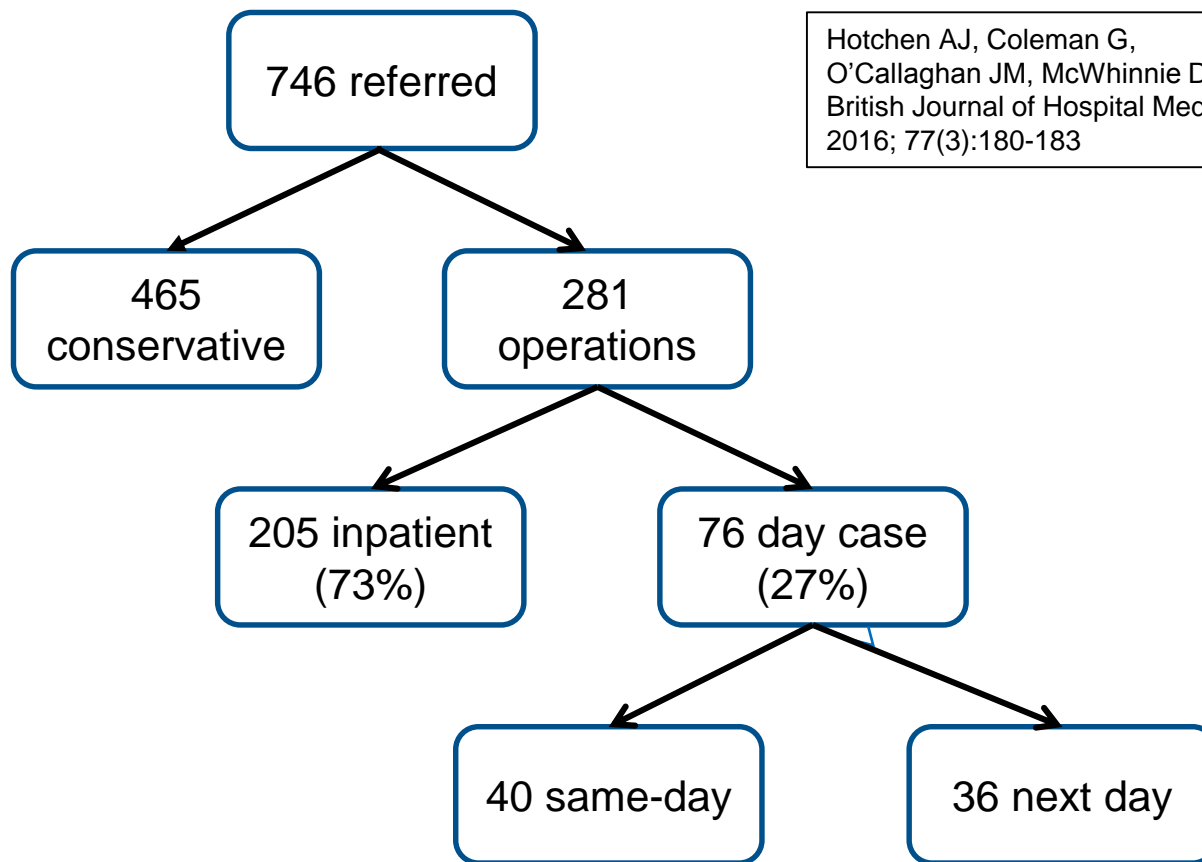 746 referred
Hotchen AJ, Coleman G,
O'Callaghan JM, McWhinnie D
British Journal of Hospital Med
2016; 77(3):180-183
465
conservative
281
operations
205 inpatient
(73%)
76 day case
(27%)
40 same-day
36 next day